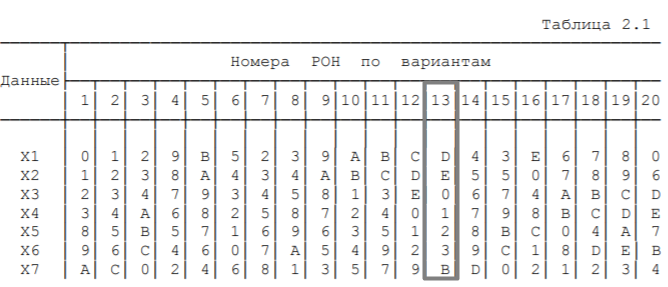 Таблица 2.1
Номера РОН по вариантам
Данные
1 2 3 4 5 6 7 8 9 10 11 12 13 14 15 16 17 18 19 20
X1 0 1 2 9 B 5 2 3 9 A B C D 4 3 E 6 7 8 0
X2 1 2 3 8 A 4 3 4 A B C D E 5 5 0 7 8 9 6
X3 2 3 4 7 9 3 4 5 8 1 3 E 0 6 7 4 A B C D
X4 3 4 A 6 8 2 5 8 7 2 4 0 1 7 9 8 B C D E
X5 8 5 B 5 7 1 6 9 6 3 5 1 2 8 B C 0 4 A 7
X6 9 6 C 4 6 0 7 A 5 4 9 2 3 9 C 1 8 D E B
X7 A C 0 2 4 6 8 1 3 5 7 9 B D 0 2 1 2 3 4